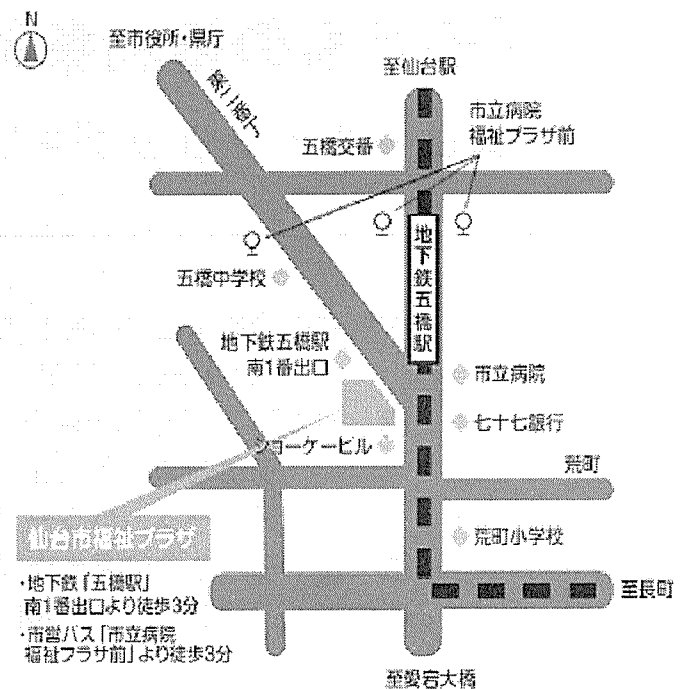 N
至市役所・県庁
東二番丁
至仙台駅
市立病院
福祉プラザ前
五橋交番
地下鉄五橋駅
五橋中学校
地下鉄五橋駅
南1番出口
市立病院
七十七銀行
ショーケービル
荒町
仙台市福祉プラザ
荒町小学校
・地下鉄「五橋駅」
南1番出口より徒歩3分
・市営バス「市立病院
福祉プラザ前」より徒歩3分
至長町
至愛宕大橋